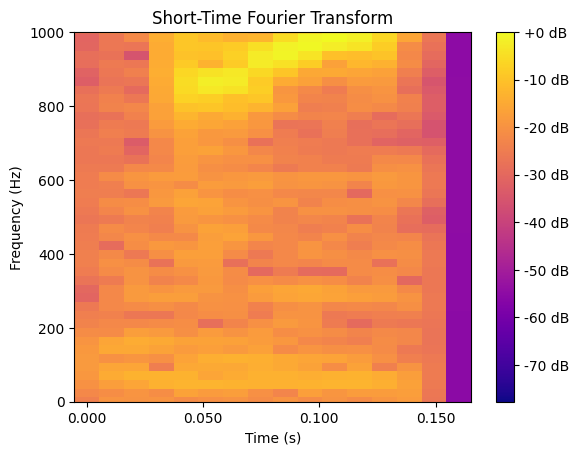 Short-Time Fourier Transform
1000
800
600
400
200
0
Frequency (Hz)
0.000
0.050
0.100
0.150
Time (s)
+0 dB
-10 dB
-20 dB
-30 dB
-40 dB
-50 dB
-60 dB
-70 dB